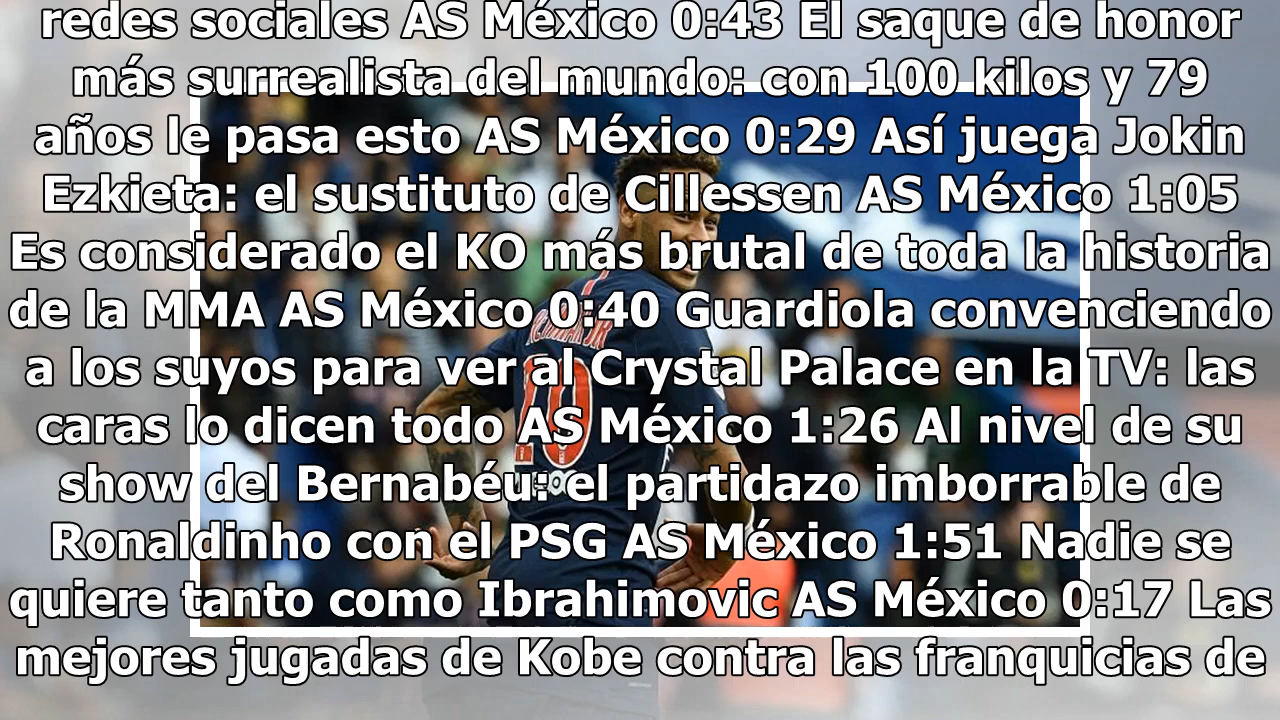 redes sociales AS México 0:43 El saque de honor
más surrealista del mundo: con 100 kilos y 79
años le pasa esto AS México 0:29 Así juega Jokin
Ezkieta: el sustituto de Cillessen AS México 1:05
Es considerado el KO más brutal de toda la historia
de la MMA AS México 0:40 Guardiola convenciendo
a los suyos para ver al Crystal Palace en la TV: las
caras lo dicen todo AS México 1:26 Al nivel de su
show del Bernabéu: el partidazo imborrable de
Ronaldinho con el PSG AS México 1:51 Nadie se
quiere tanto como Ibrahimovic AS México 0:17 Las
mejores jugadas de Kobe contra las franquicias de
NEYMAR JR
10